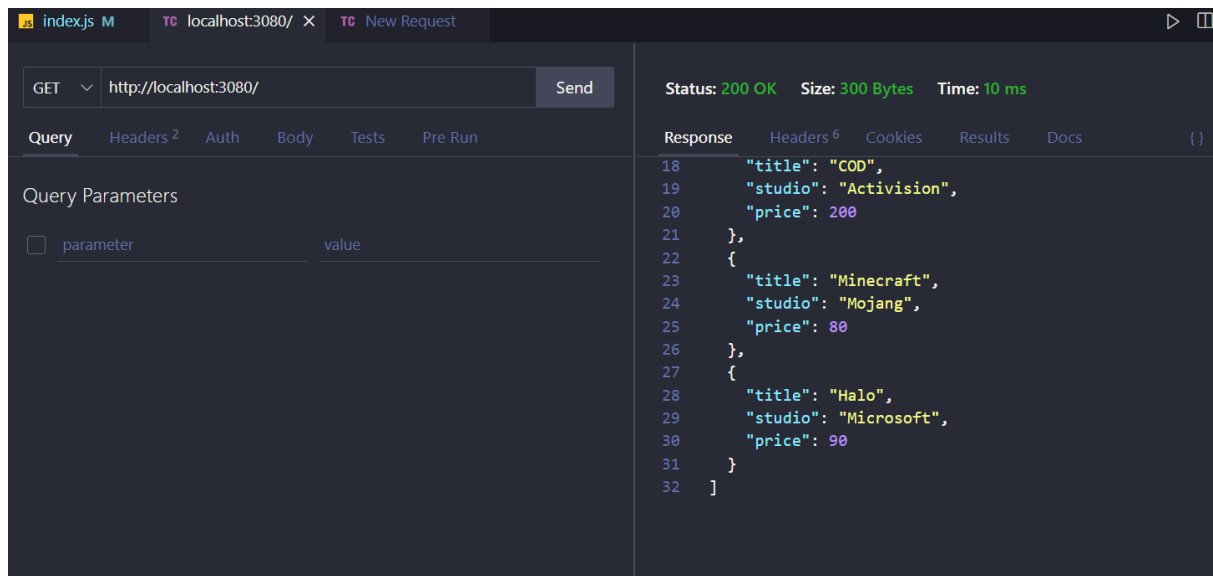 JS index.js M TC localhost:3080/ × TC New Request
GET http://localhost:3080/ Send
Status: 200 OK Size: 300 Bytes Time: 10 ms
Query Headers 2 Auth Body Tests Pre Run
Response Headers 6 Cookies Results Docs {}
Query Parameters
parameter value
18 "title": "COD",
19 "studio": "Activision",
20 "price": 200
21 },
22 {
23 "title": "Minecraft",
24 "studio": "Mojang",
25 "price": 80
26 },
27 {
28 "title": "Halo",
29 "studio": "Microsoft",
30 "price": 90
31 }
32 ]